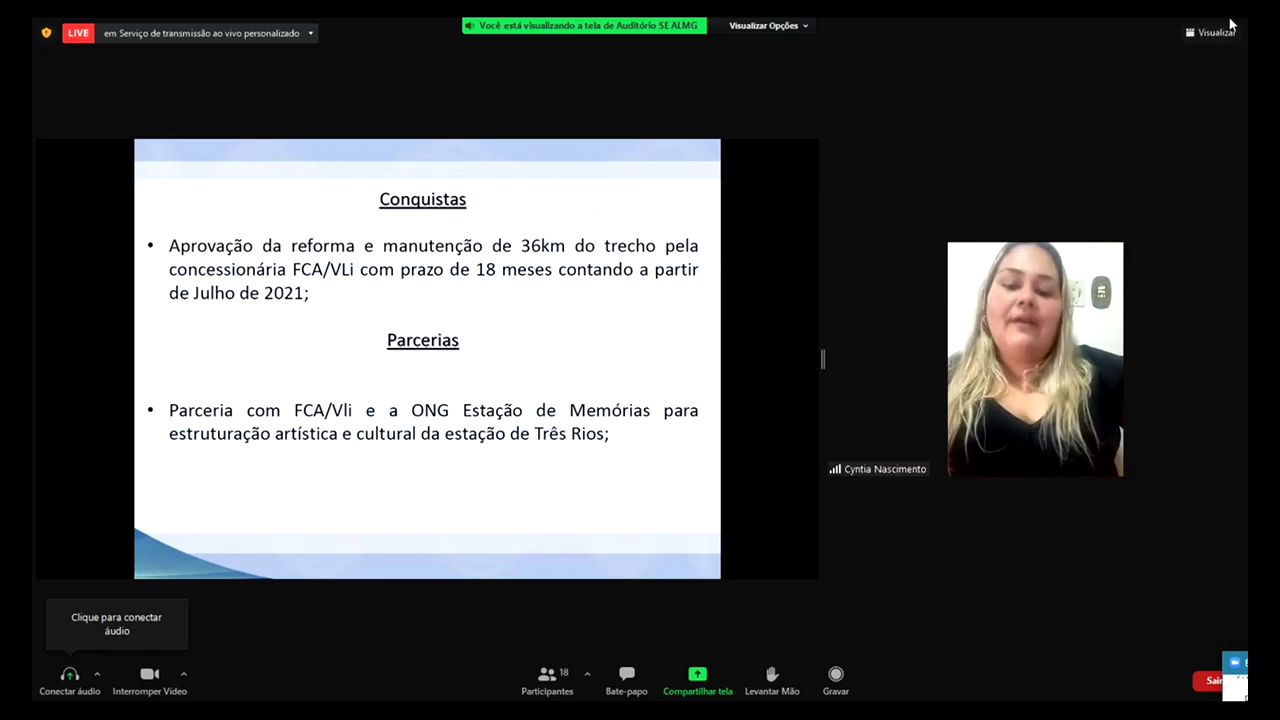 LIVE em Serviço de transmissão ao vivo personalizado
Você está visualizando a tela de Auditório SE ALMG
Visualizar Opções
Visualizar
Conquistas
• Aprovação da reforma e manutenção de 36km do trecho pela
concessionária FCA/VLi com prazo de 18 meses contando a partir
de Julho de 2021;
Parcerias
• Parceria com FCA/Vli e a ONG Estação de Memórias para
estruturação artística e cultural da estação de Três Rios;
Cyntia Nascimento
Clique para conectar
áudio
Conectar áudio
Interromper Vídeo
18
Participantes
Bate-papo
Compartilhar tela
Levantar Mão
Gravar